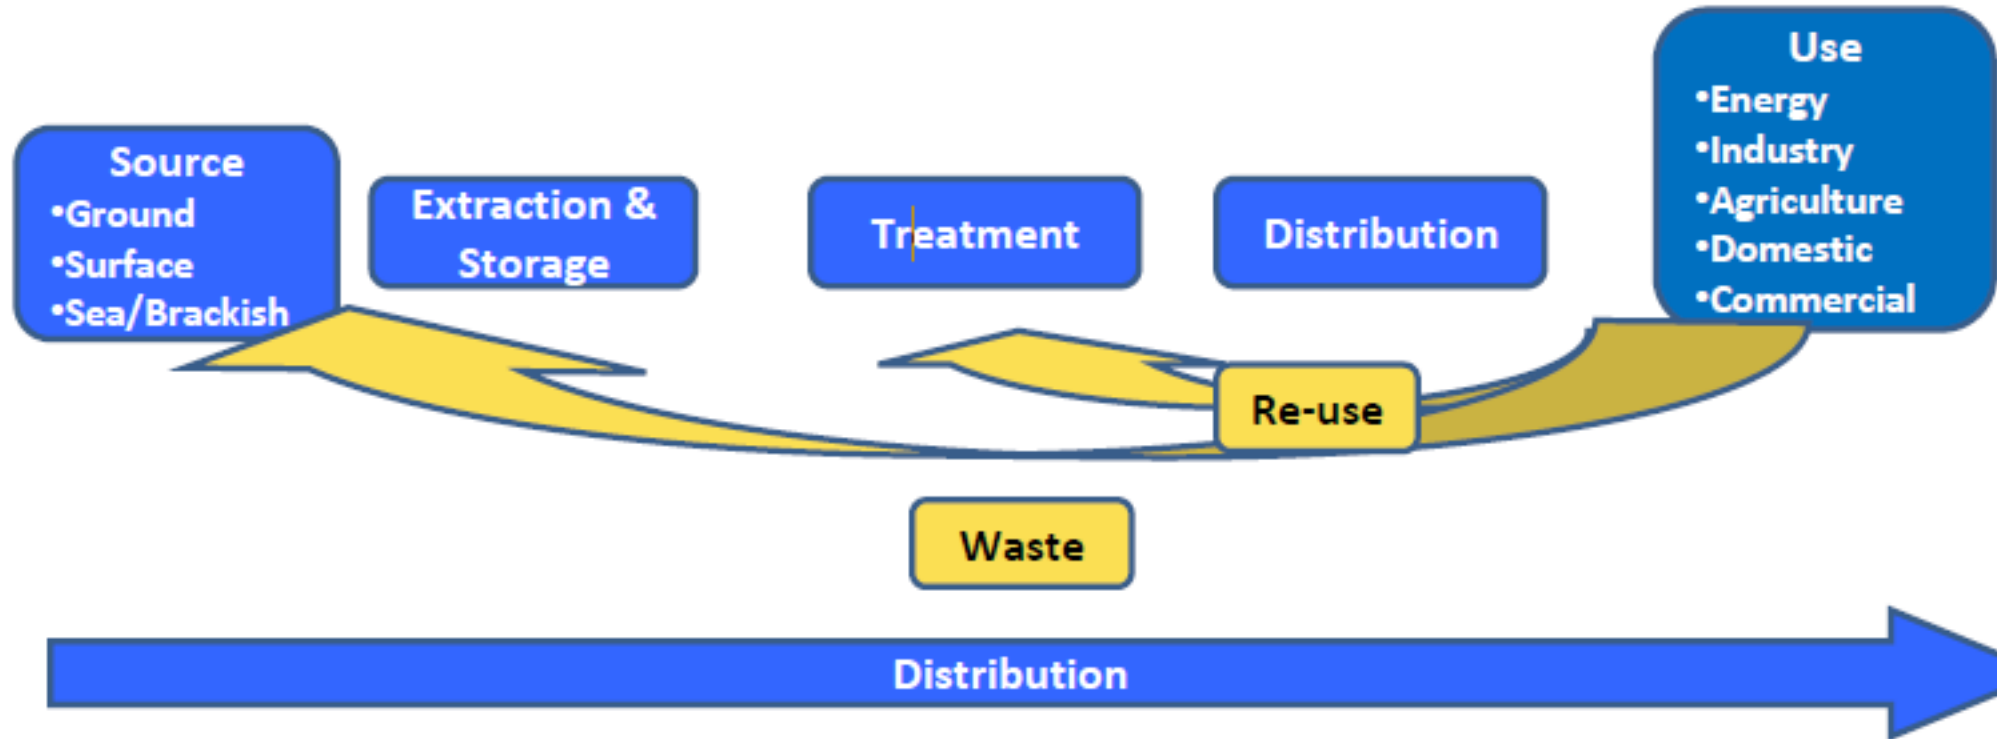 Source
•Ground
•Surface
•Sea/Brackish
Extraction &
Storage
Treatment
Distribution
Use
•Energy
•Industry
•Agriculture
•Domestic
•Commercial
Re-use
Waste
Distribution